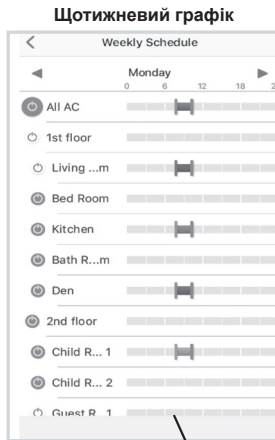 Щотижневий графік
Weekly Schedule
Monday
0 6 12 18 2
All AC
1st floor
Living ...m
Bed Room
Kitchen
Bath R...m
Den
2nd floor
Child R... 1
Child R... 2
Guest R 1